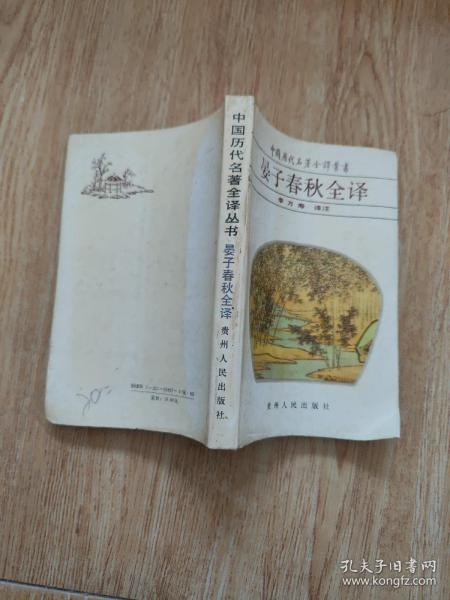 中国历代名著全译丛书
晏子春秋全译
贵州人民出版社
中国历代名著全譯叢書
晏子春秋全译
李万寿 译注
贵州人民出版社
孔夫子旧书网
www.kongfz.com